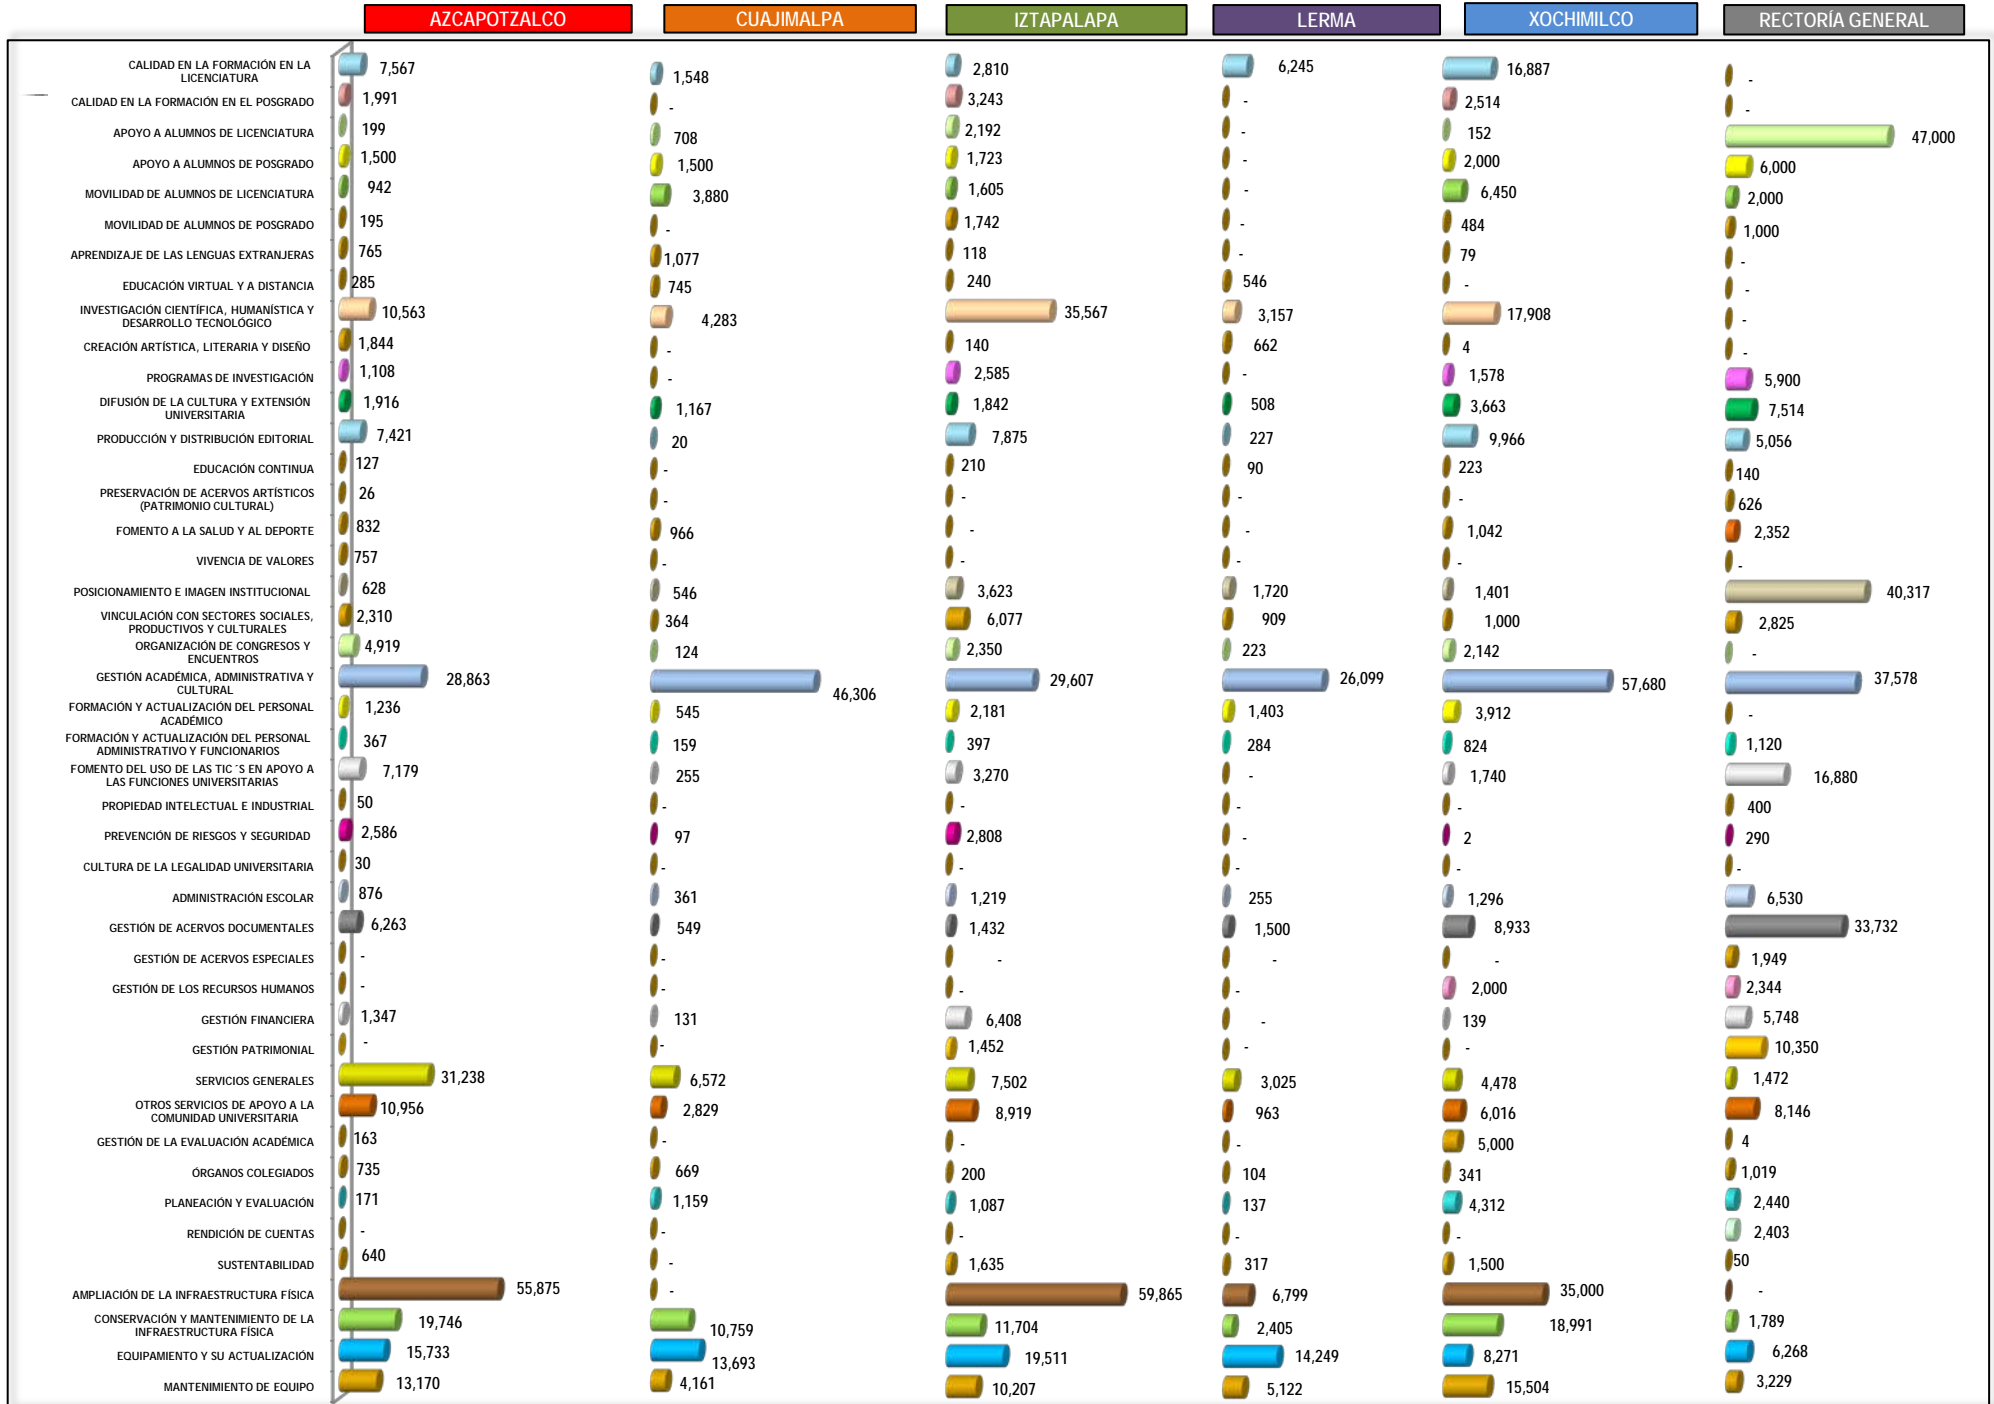 AZCAPOTZALCO CUAJIMALPA IZTAPALAPA LERMA XOCHIMILCO RECTORÍA GENERAL
CALIDAD EN LA FORMACIÓN EN LA
LICENCIATURA
7,567 1,548 2,810 6,245 16,887 -
CALIDAD EN LA FORMACIÓN EN EL POSGRADO 1,991 - 3,243 - 2,514 -
APOYO A ALUMNOS DE LICENCIATURA 199 708 2,192 - 152 47,000
APOYO A ALUMNOS DE POSGRADO 1,500 1,500 1,723 - 2,000 6,000
MOVILIDAD DE ALUMNOS DE LICENCIATURA 942 3,880 1,605 - 6,450 2,000
MOVILIDAD DE ALUMNOS DE POSGRADO 195 - 1,742 - 484 1,000
APRENDIZAJE DE LAS LENGUAS EXTRANJERAS 765 1,077 118 - 79 -
EDUCACIÓN VIRTUAL Y A DISTANCIA 285 745 240 546 - -
INVESTIGACIÓN CIENTÍFICA, HUMANÍSTICA Y
DESARROLLO TECNOLÓGICO
10,563 4,283 35,567 3,157 17,908 -
CREACIÓN ARTÍSTICA, LITERARIA Y DISEÑO 1,844 - 140 662 4 -
PROGRAMAS DE INVESTIGACIÓN 1,108 - 2,585 - 1,578 5,900
DIFUSIÓN DE LA CULTURA Y EXTENSIÓN
UNIVERSITARIA
1,916 1,167 1,842 508 3,663 7,514
PRODUCCIÓN Y DISTRIBUCIÓN EDITORIAL 7,421 20 7,875 227 9,966 5,056
EDUCACIÓN CONTINUA 127 - 210 90 223 140
PRESERVACIÓN DE ACERVOS ARTÍSTICOS
(PATRIMONIO CULTURAL)
26 - - - - 626
FOMENTO A LA SALUD Y AL DEPORTE 832 966 - - 1,042 2,352
VIVENCIA DE VALORES 757 - - - - -
POSICIONAMIENTO E IMAGEN INSTITUCIONAL 628 546 3,623 1,720 1,401 40,317
VINCULACIÓN CON SECTORES SOCIALES,
PRODUCTIVOS Y CULTURALES
2,310 364 6,077 909 1,000 2,825
ORGANIZACIÓN DE CONGRESOS Y
ENCUENTROS
4,919 124 2,350 223 2,142 -
GESTIÓN ACADÉMICA, ADMINISTRATIVA Y
CULTURAL
28,863 46,306 29,607 26,099 57,680 37,578
FORMACIÓN Y ACTUALIZACIÓN DEL PERSONAL
ACADÉMICO
1,236 545 2,181 1,403 3,912 -
FORMACIÓN Y ACTUALIZACIÓN DEL PERSONAL
ADMINISTRATIVO Y FUNCIONARIOS
367 159 397 284 824 1,120
FOMENTO DEL USO DE LAS TIC´S EN APOYO A
LAS FUNCIONES UNIVERSITARIAS
7,179 255 3,270 - 1,740 16,880
PROPIEDAD INTELECTUAL E INDUSTRIAL 50 - - - - 400
PREVENCIÓN DE RIESGOS Y SEGURIDAD 2,586 97 2,808 - 2 290
CULTURA DE LA LEGALIDAD UNIVERSITARIA 30 - - - - -
ADMINISTRACIÓN ESCOLAR 876 361 1,219 255 1,296 6,530
GESTIÓN DE ACERVOS DOCUMENTALES 6,263 549 1,432 1,500 8,933 33,732
GESTIÓN DE ACERVOS ESPECIALES - - - - - 1,949
GESTIÓN DE LOS RECURSOS HUMANOS - - - - 2,000 2,344
GESTIÓN FINANCIERA 1,347 131 6,408 - 139 5,748
GESTIÓN PATRIMONIAL - - 1,452 - - 10,350
SERVICIOS GENERALES 31,238 6,572 7,502 3,025 4,478 1,472
OTROS SERVICIOS DE APOYO A LA
COMUNIDAD UNIVERSITARIA
10,956 2,829 8,919 963 6,016 8,146
GESTIÓN DE LA EVALUACIÓN ACADÉMICA 163 - - - 5,000 4
ÓRGANOS COLEGIADOS 735 669 200 104 341 1,019
PLANEACIÓN Y EVALUACIÓN 171 1,159 1,087 137 4,312 2,440
RENDICIÓN DE CUENTAS - - - - - 2,403
SUSTENTABILIDAD 640 - 1,635 317 1,500 50
AMPLIACIÓN DE LA INFRAESTRUCTURA FÍSICA 55,875 - 59,865 6,799 35,000 -
CONSERVACIÓN Y MANTENIMIENTO DE LA
INFRAESTRUCTURA FÍSICA
19,746 10,759 11,704 2,405 18,991 1,789
EQUIPAMIENTO Y SU ACTUALIZACIÓN 15,733 13,693 19,511 14,249 8,271 6,268
MANTENIMIENTO DE EQUIPO 13,170 4,161 10,207 5,122 15,504 3,229